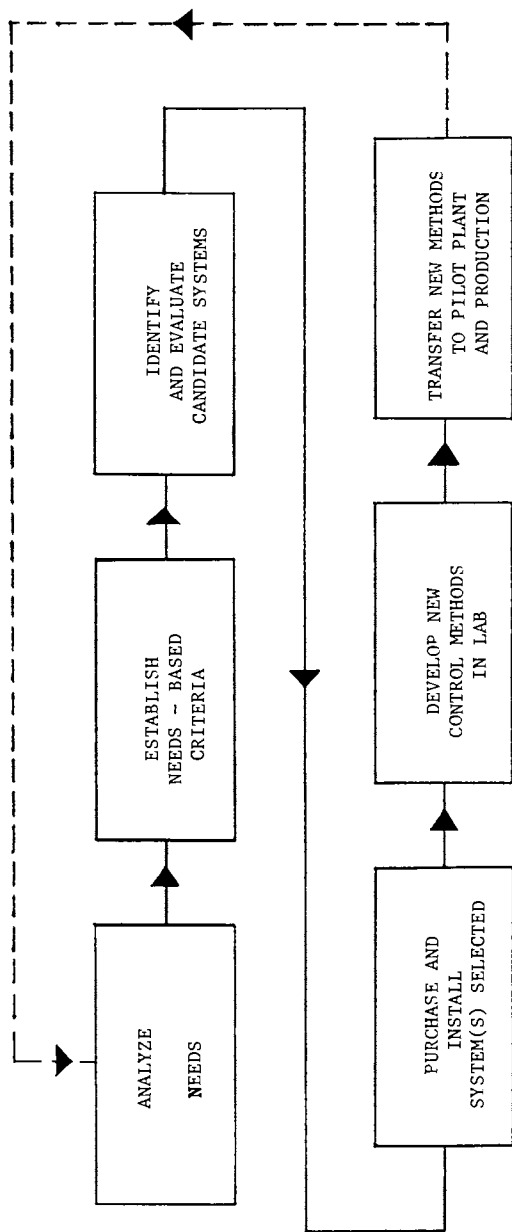 ANALYZE
NEEDS
ESTABLISH
NEEDS - BASED
CRITERIA
IDENTIFY
AND EVALUATE
CANDIDATE SYSTEMS
PURCHASE AND
INSTALL
SYSTEM(S) SELECTED
DEVELOP NEW
CONTROL METHODS
IN LAB
TRANSFER NEW METHODS
TO PILOT PLANT
AND PRODUCTION